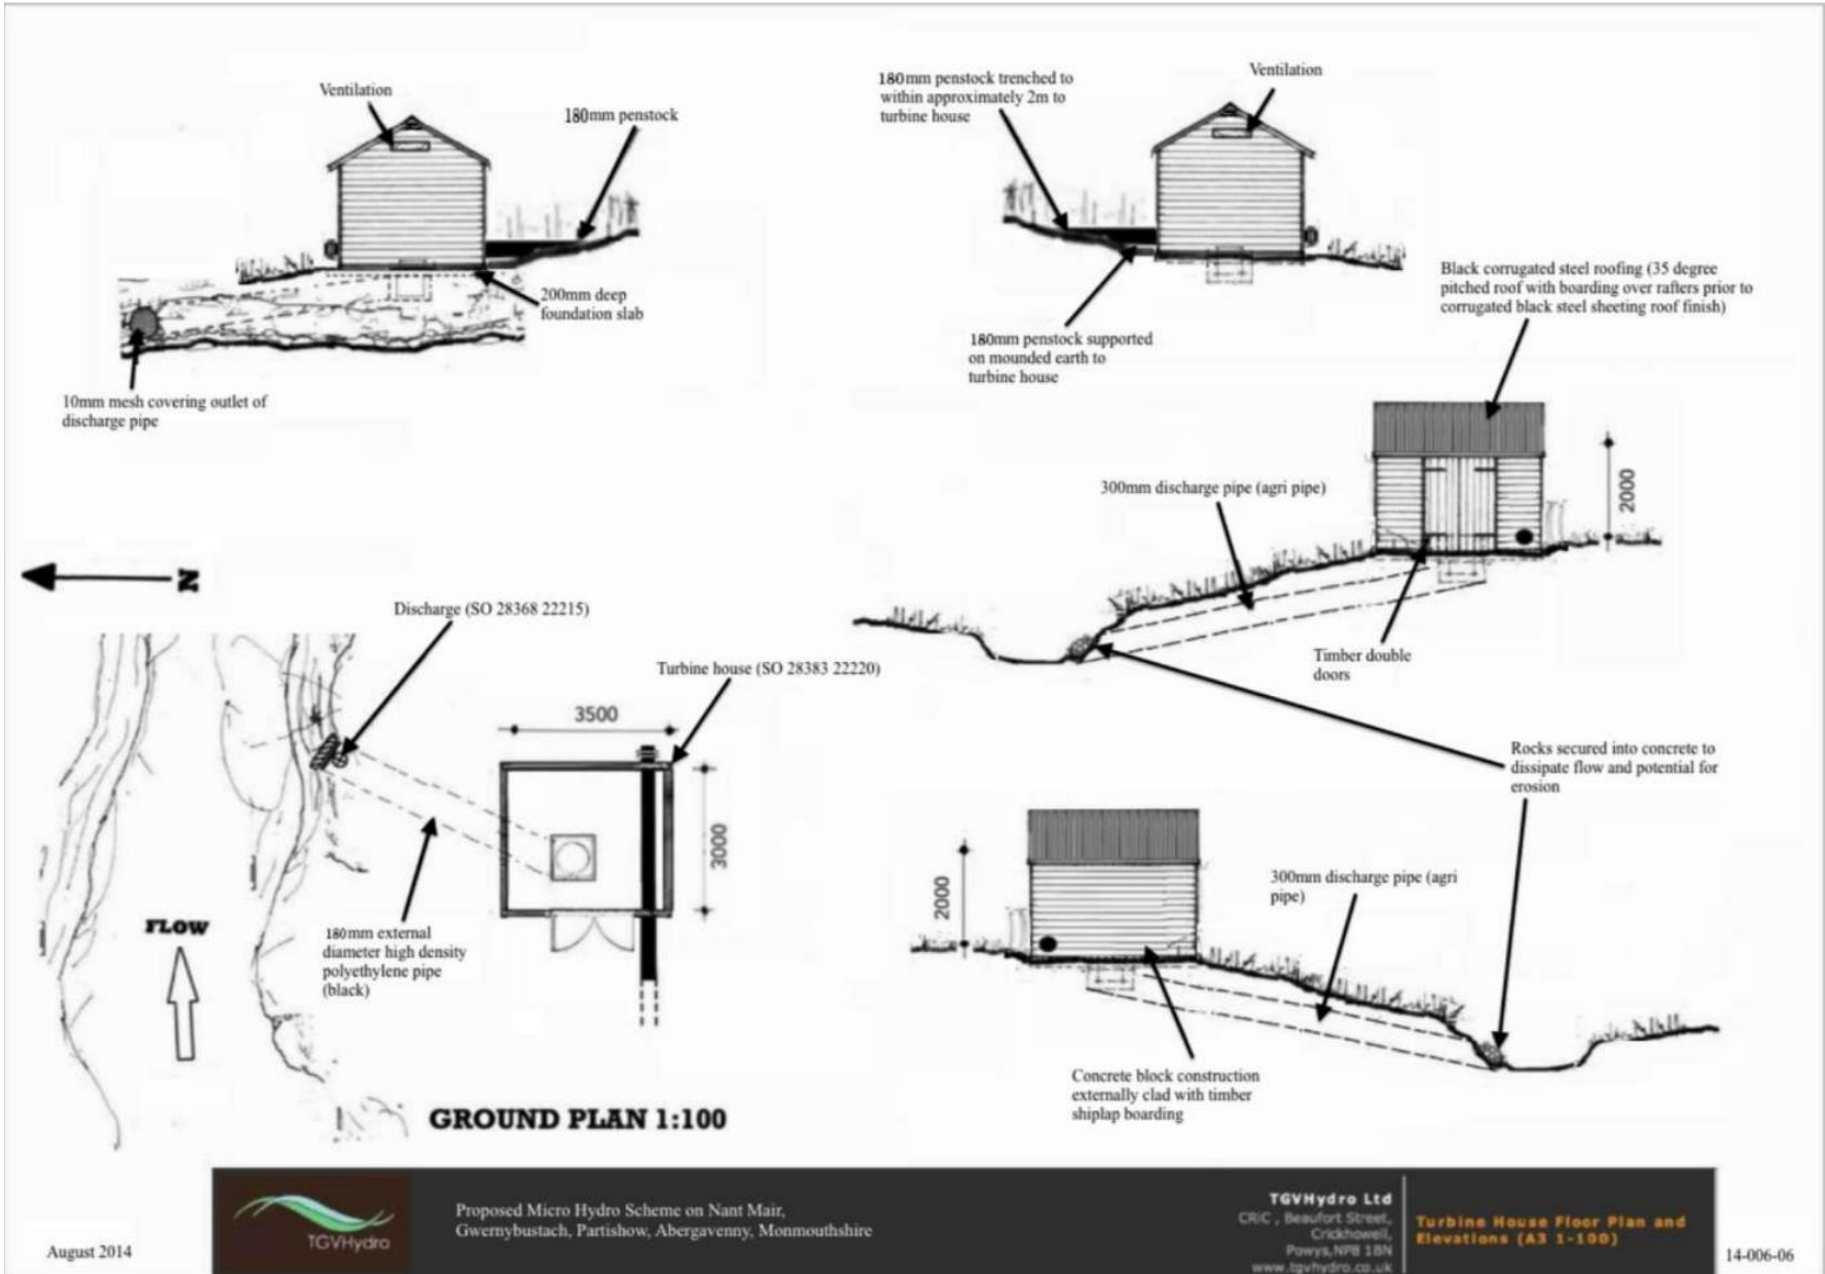 Ventilation
180mm penstock
200mm deep
foundation slab
10mm mesh covering outlet of
discharge pipe
180mm penstock trenched to
within approximately 2m to
turbine house
Ventilation
180mm penstock supported
on mounded earth to
turbine house
Black corrugated steel roofing (35 degree
pitched roof with boarding over rafters prior to
corrugated black steel sheeting roof finish)
2000
300mm discharge pipe (agri pipe)
Timber double
doors
Rocks secured into concrete to
dissipate flow and potential for
erosion
N
Discharge (SO 28368 22215)
Turbine house (SO 28383 22220)
3500
3000
FLOW
180mm external
diameter high density
polyethylene pipe
(black)
GROUND PLAN 1:100
2000
300mm discharge pipe (agri
pipe)
Concrete block construction
externally clad with timber
shiplap boarding
August 2014
TGVHydro
Proposed Micro Hydro Scheme on Nant Mair,
Gwernybustach, Partishow, Abergavenny, Monmouthshire
TGVHydro Ltd
CRiC , Beaufort Street,
Crickhowell,
Powys,NP8 1BN
www.tgvhydro.co.uk
Turbine House Floor Plan and
Elevations (A3 1-100)
14-006-06